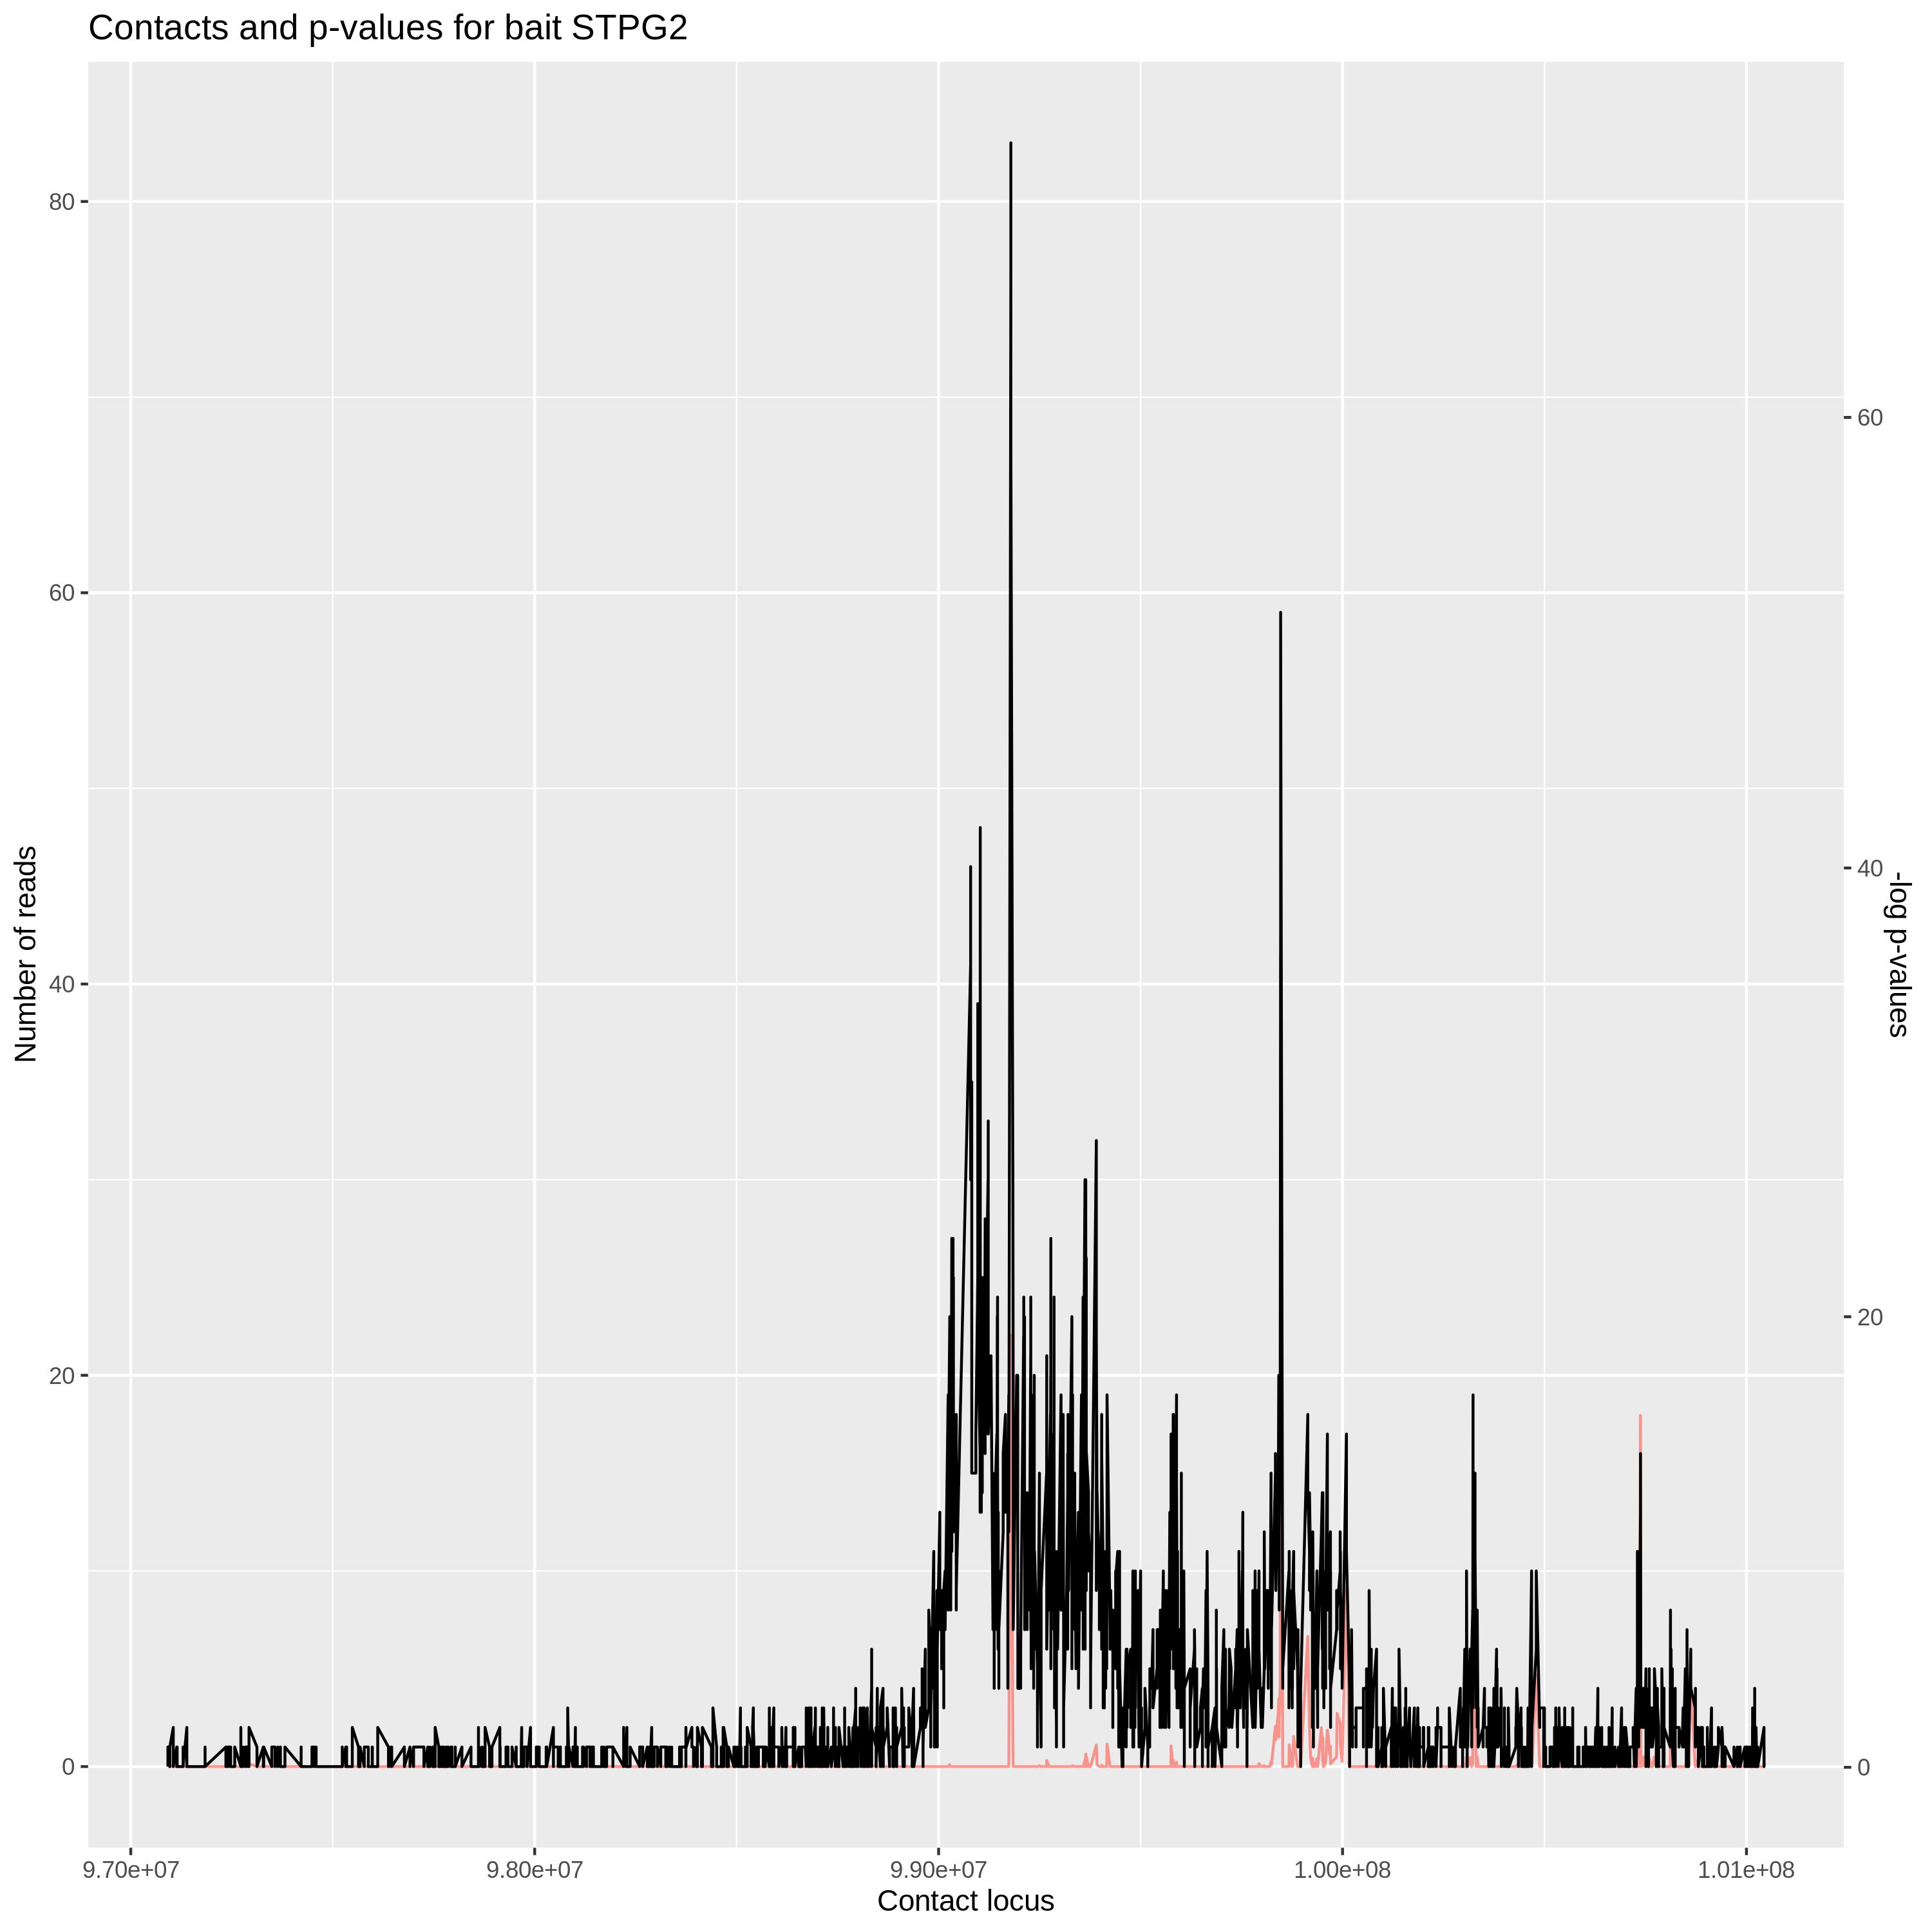 Contacts and p-values for bait STPG2
Number of reads
80
60
40
20
0
60
40
20
0
-log p-values
9.70e+07
9.80e+07
9.90e+07
1.00e+08
1.01e+08
Contact locus